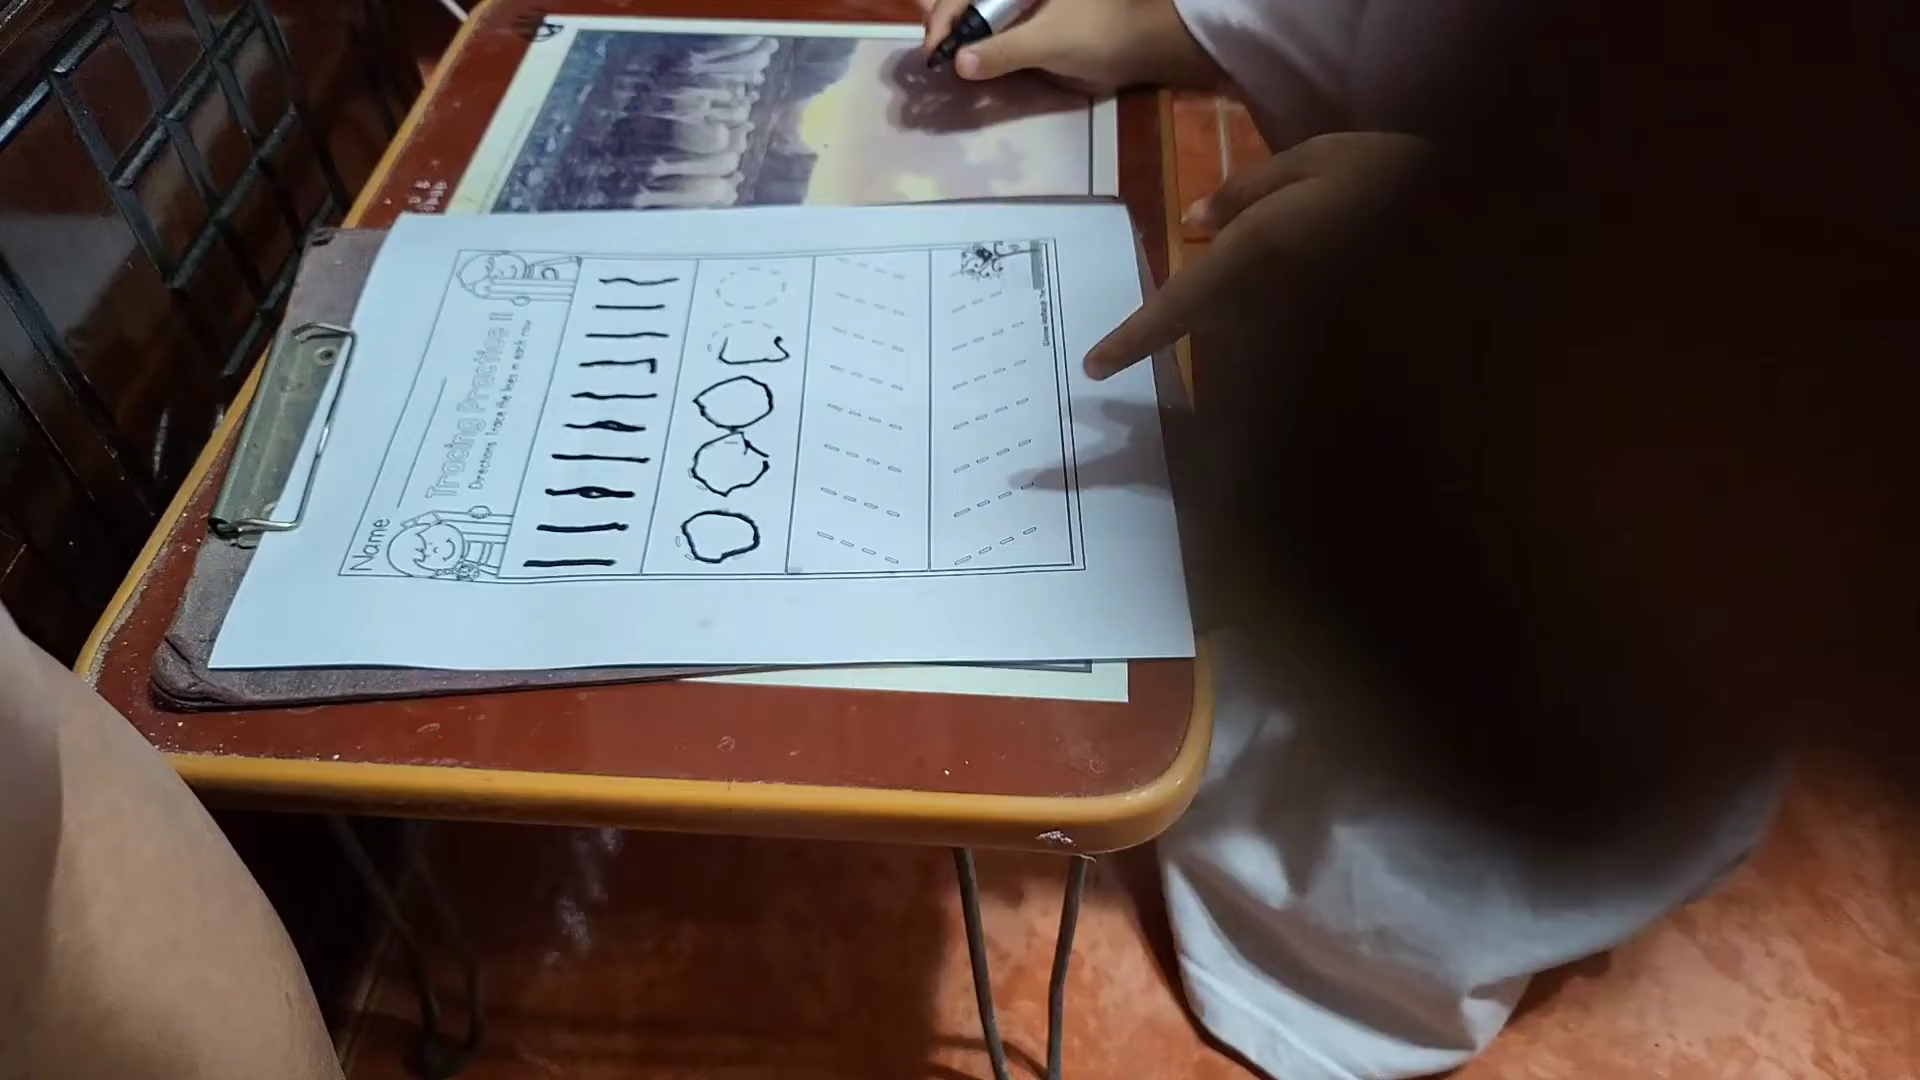 Name
Tracing Practice II
Directions: Trace the lines in each row